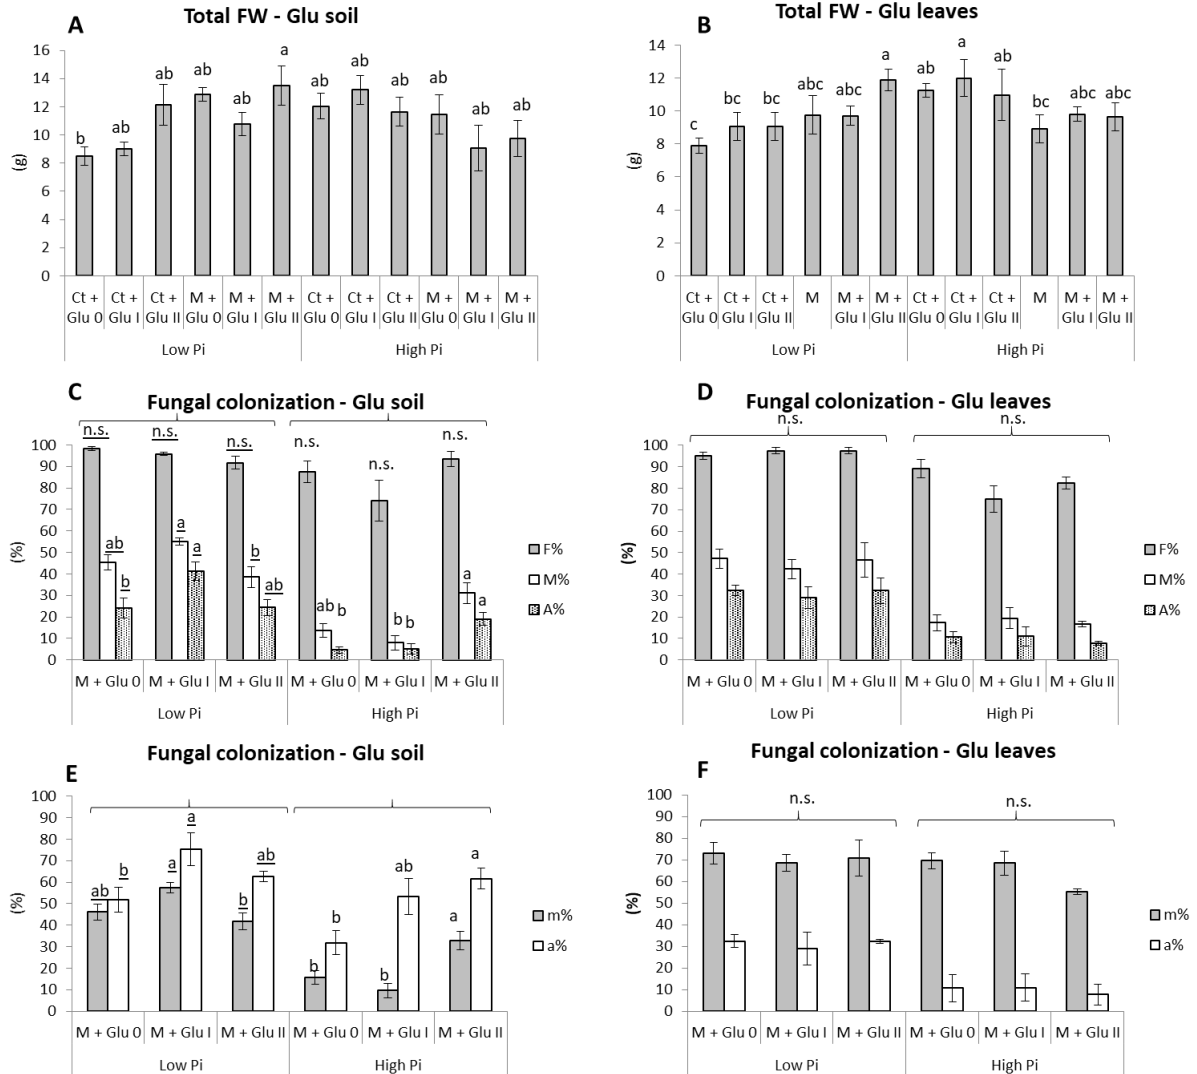 A
Total FW - Glu soil
16
14
12
10
8
6
4
2
0
(g)
b
ab
ab
ab
ab
a
ab
ab
ab
ab
ab
ab
Ct + Glu 0
Ct + Glu I
Ct + Glu II
M + Glu 0
M + Glu I
M + Glu II
Ct + Glu 0
Ct + Glu I
Ct + Glu II
M + Glu 0
M + Glu I
M + Glu II
Low Pi
High Pi
B
Total FW - Glu leaves
14
12
10
8
6
4
2
0
(g)
c
bc
bc
abc
abc
a
ab
a
ab
bc
abc
abc
Ct + Glu 0
Ct + Glu I
Ct + Glu II
M
M + Glu I
M + Glu II
Ct + Glu 0
Ct + Glu I
Ct + Glu II
M
M + Glu I
M + Glu II
Low Pi
High Pi
C
Fungal colonization - Glu soil
100
90
80
70
60
50
40
30
20
10
0
(%)
n.s.
ab
b
n.s.
a
a
n.s.
b
ab
n.s.
ab
b
n.s.
b
b
n.s.
a
a
F%
M%
A%
M + Glu 0
M + Glu I
M + Glu II
M + Glu 0
M + Glu I
M + Glu II
Low Pi
High Pi
D
Fungal colonization - Glu leaves
n.s.
n.s.
100
90
80
70
60
50
40
30
20
10
0
(%)
F%
M%
A%
M + Glu 0
M + Glu I
M + Glu II
M + Glu 0
M + Glu I
M + Glu II
Low Pi
High Pi
E
Fungal colonization - Glu soil
100
90
80
70
60
50
40
30
20
10
0
(%)
ab
b
a
a
b
ab
b
b
b
ab
a
a
m%
a%
M + Glu 0
M + Glu I
M + Glu II
M + Glu 0
M + Glu I
M + Glu II
Low Pi
High Pi
F
Fungal colonization - Glu leaves
n.s.
n.s.
100
90
80
70
60
50
40
30
20
10
0
(%)
m%
a%
M + Glu 0
M + Glu I
M + Glu II
M + Glu 0
M + Glu I
M + Glu II
Low Pi
High Pi